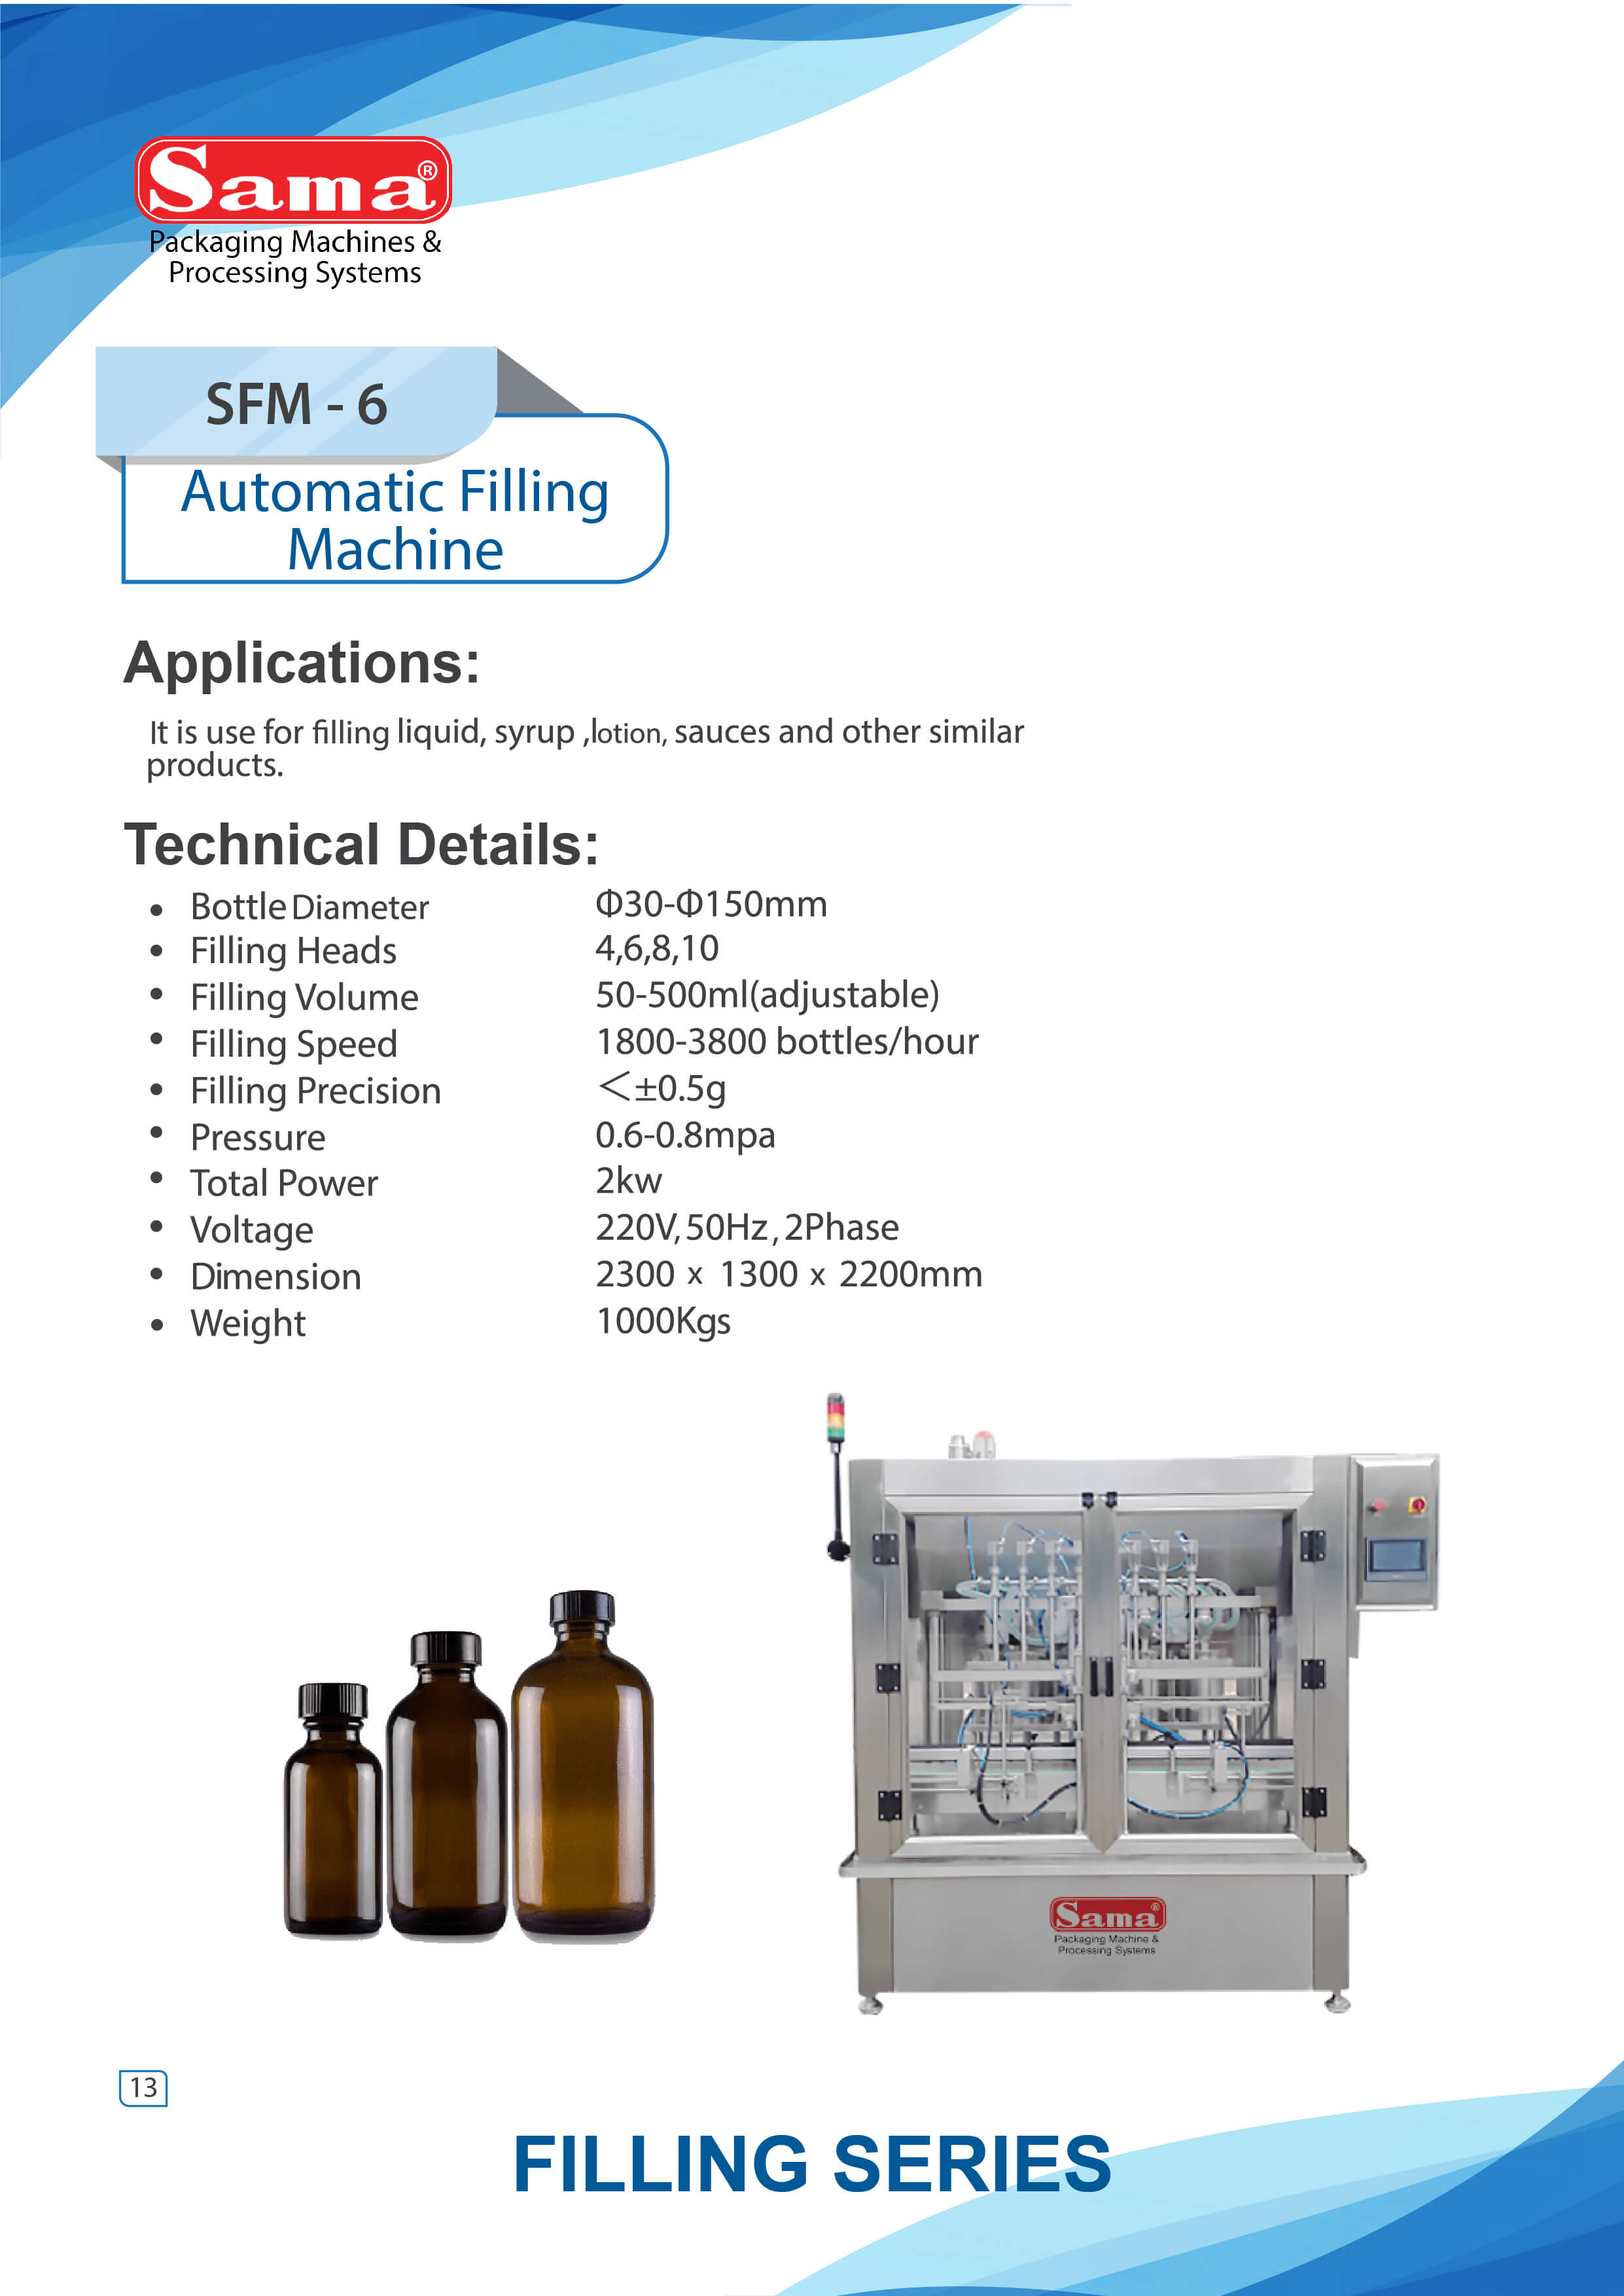 Sama®
Packaging Machines &
Processing Systems
SFM - 6
Automatic Filling
Machine
Applications:
It is use for filling liquid, syrup ,lotion, sauces and other similar
products.
Technical Details:
• Bottle Diameter Φ30-Φ150mm
• Filling Heads 4,6,8,10
• Filling Volume 50-500ml(adjustable)
• Filling Speed 1800-3800 bottles/hour
• Filling Precision <±0.5g
• Pressure 0.6-0.8mpa
• Total Power 2kw
• Voltage 220V, 50Hz , 2Phase
• Dimension 2300 x 1300 x 2200mm
• Weight 1000Kgs
Sama®
Packaging Machine &
Processing Systems
13
FILLING SERIES